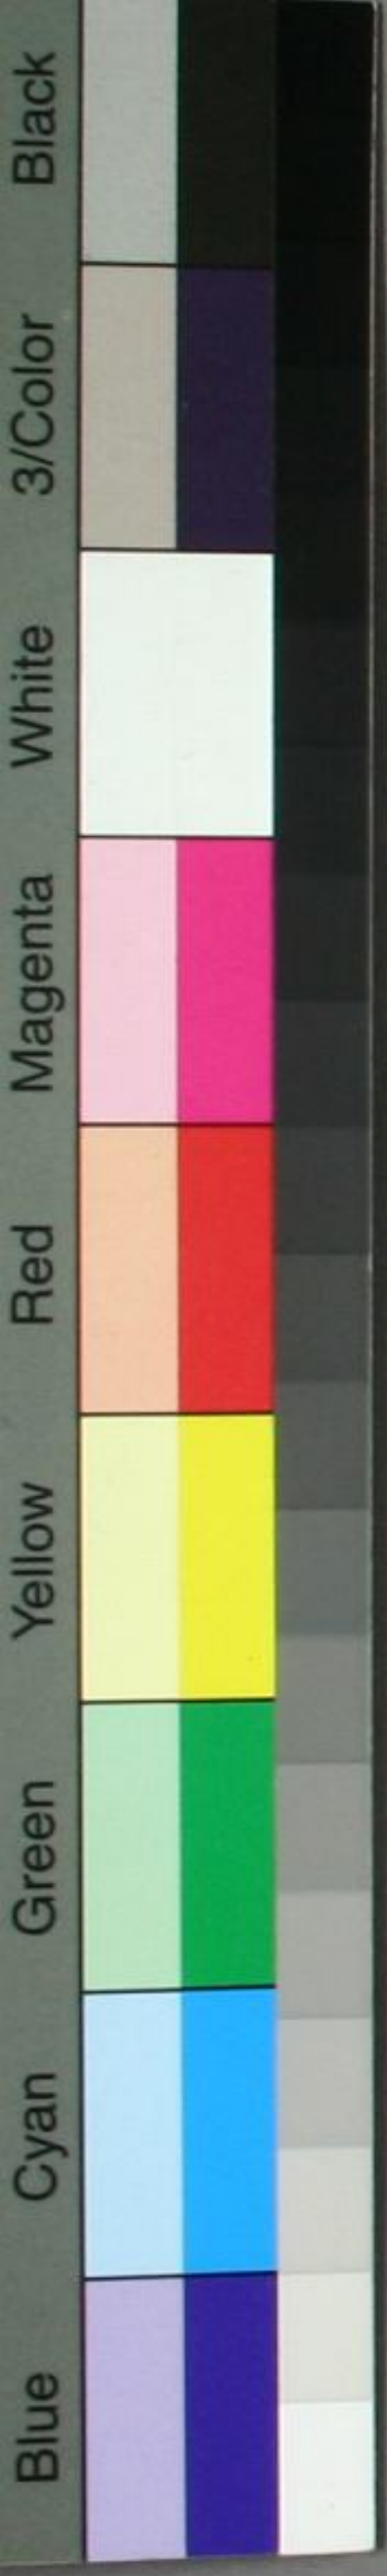 Black
3/Color
White
Magenta
Red
Yellow
Green
Cyan
Blue